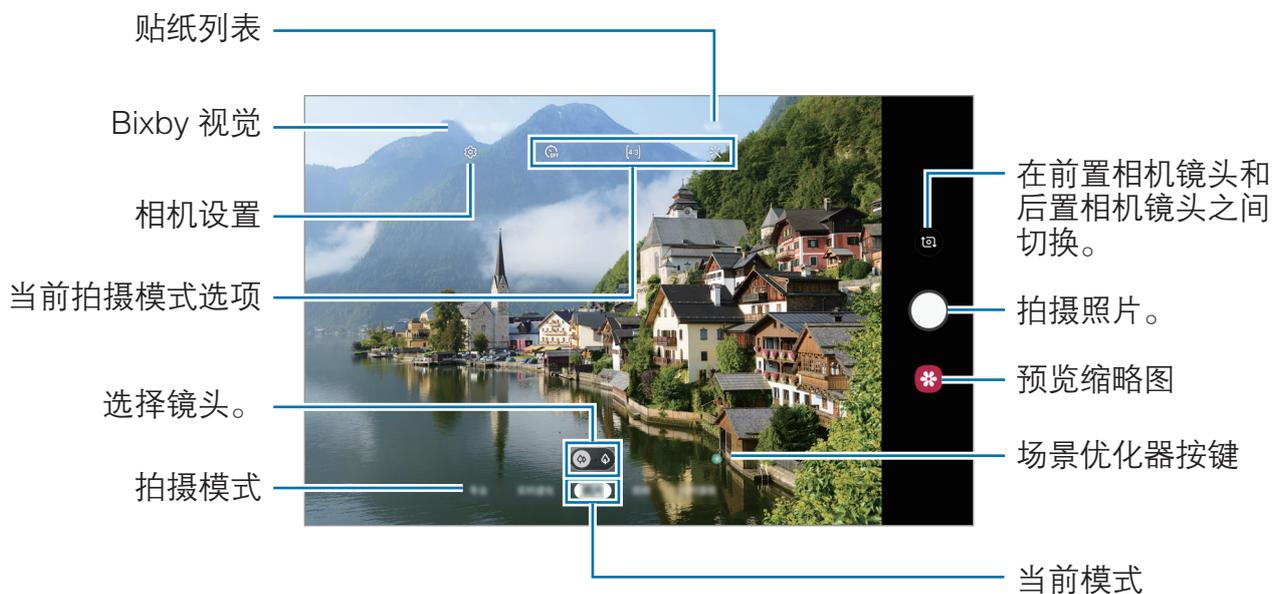 贴纸列表
Bixby 视觉
相机设置
当前拍摄模式选项
选择镜头。
拍摄模式
OFF
4:3
在前置相机镜头和
后置相机镜头之间
切换。
拍摄照片。
预览缩略图
场景优化器按键
当前模式